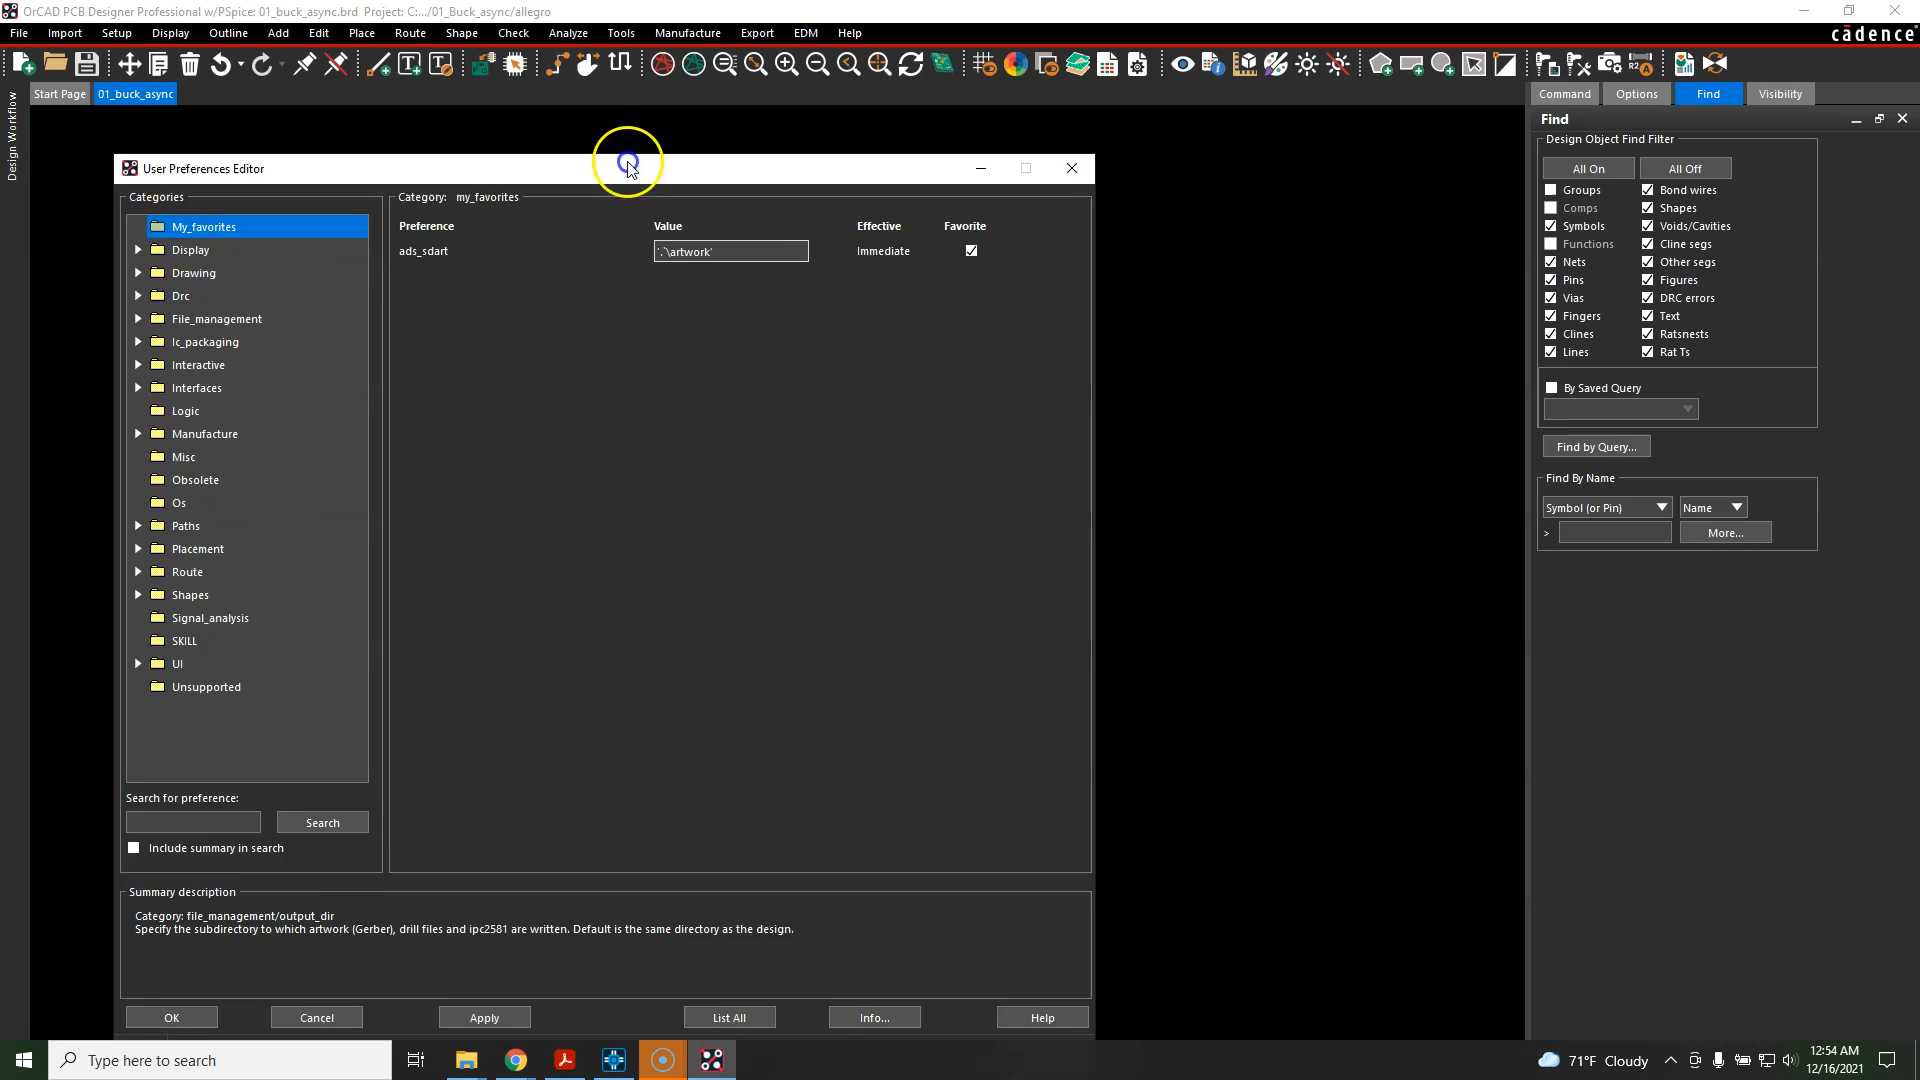 OrCAD PCB Designer Professional w/PSpice: 01_buck_async.brd Project: C:.../01_Buck_async/allegro
File Import Setup Display Outline Add Edit Place Route Shape Check Analyze Tools Manufacture Export EDM Help
cādence
Start Page 01_buck_async
Command Options Find Visibility
Design Workflow
Find
Design Object Find Filter
All On All Off
Groups Bond wires
Comps Shapes
Symbols Voids/Cavities
Functions Cline segs
Nets Other segs
Pins Figures
Vias DRC errors
Fingers Text
Clines Ratsnests
Lines Rat Ts
By Saved Query
Find by Query...
Find By Name
Symbol (or Pin) Name
> More...
User Preferences Editor
Categories
My_favorites
Display
Drawing
Drc
File_management
Ic_packaging
Interactive
Interfaces
Logic
Manufacture
Misc
Obsolete
Os
Paths
Placement
Route
Shapes
Signal_analysis
SKILL
UI
Unsupported
Search for preference:
Search
Include summary in search
Category: my_favorites
Preference Value Effective Favorite
ads_sdart '.'\artwork' Immediate
Summary description
Category: file_management/output_dir
Specify the subdirectory to which artwork (Gerber), drill files and ipc2581 are written. Default is the same directory as the design.
OK Cancel Apply List All Info... Help
Type here to search
71°F Cloudy
12:54 AM
12/16/2021